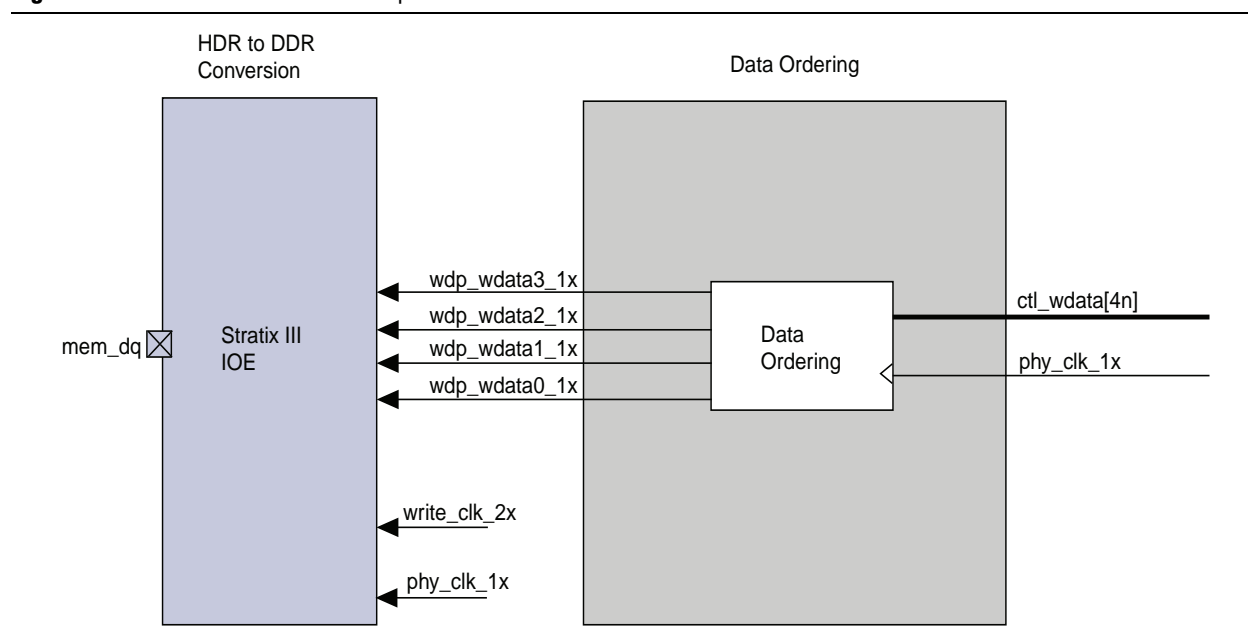 HDR to DDR
Conversion
Data Ordering
wdp_wdata3_1x
ctl_wdata[4n]
wdp_wdata2_1x
mem_dq
Stratix III
IOE
Data
Ordering
wdp_wdata1_1x
phy_clk_1x
wdp_wdata0_1x
write_clk_2x
phy_clk_1x